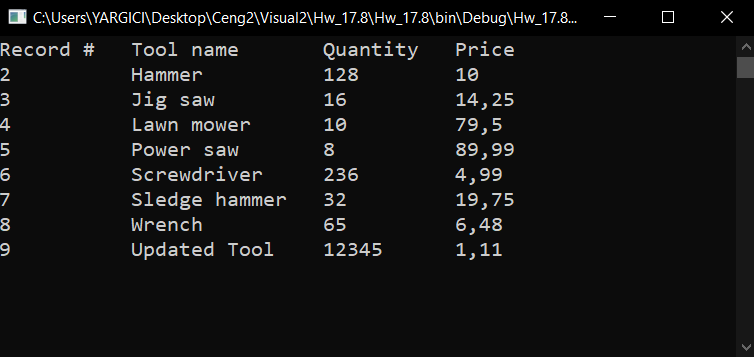 C:\Users\YARGICI\Desktop\Ceng2\Visual2\Hw_17.8\Hw_17.8\bin\Debug\Hw_17.8...
Record # Tool name Quantity Price
2 Hammer 128 10
3 Jig saw 16 14,25
4 Lawn mower 10 79,5
5 Power saw 8 89,99
6 Screwdriver 236 4,99
7 Sledge hammer 32 19,75
8 Wrench 65 6,48
9 Updated Tool 12345 1,11